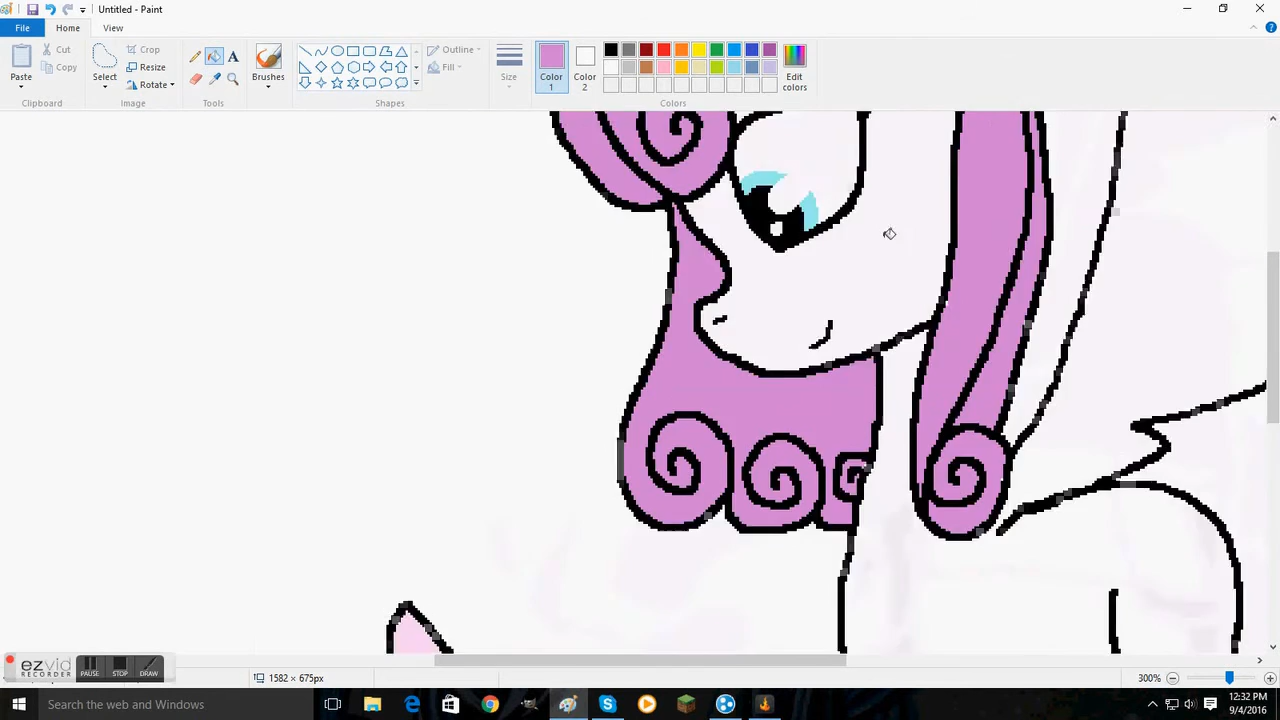 Untitled - Paint
File Home View
Paste
Cut
Copy
Clipboard
Select
Crop
Resize
Rotate
Image
A
Tools
Brushes
Outline
Fill
Shapes
Size
Color 1
Color 2
Edit colors
Colors
ezvid
RECORDER
PAUSE STOP DRAW
1582 × 675px
300%
Search the web and Windows
12:32 PM
9/4/2016